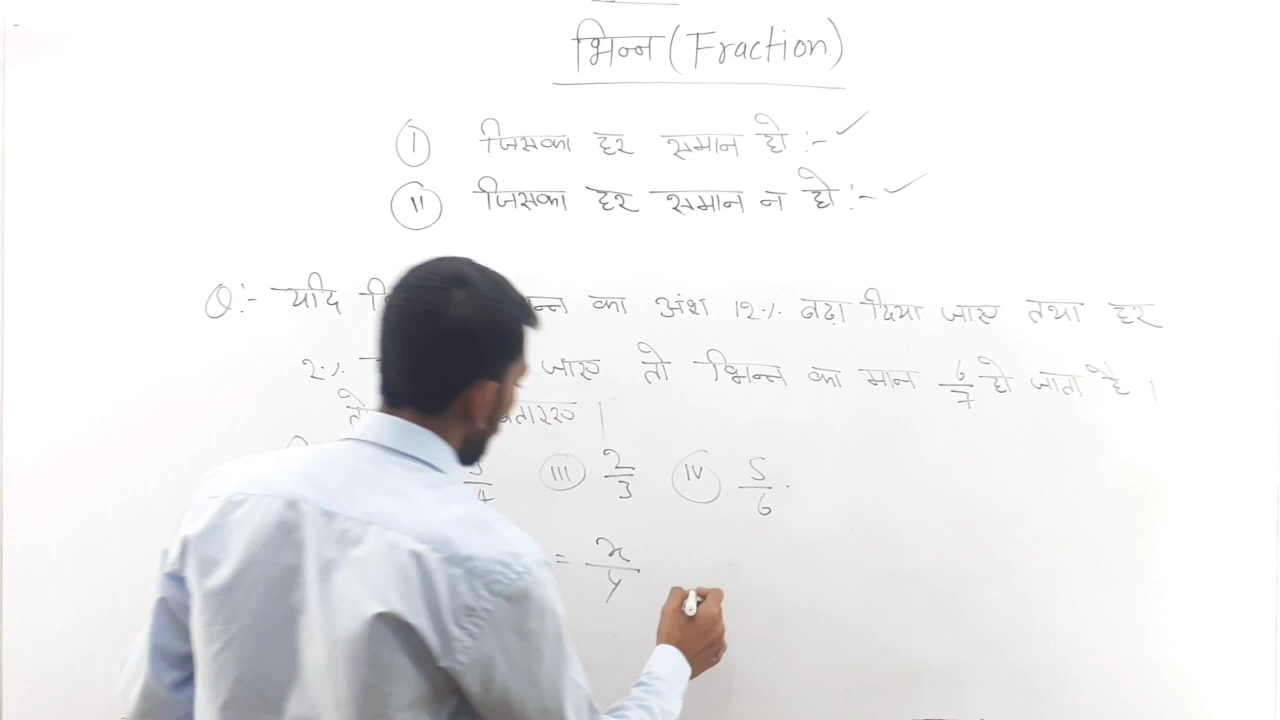 भिन्न (Fraction)
I जिसका हर समान हो :- ✓
II जिसका हर समान न हो :- ✓
Q:- यदि का अंश 12% बढ़ा दिया जाए तथा हर
2% जाए तो भिन्न का मान 6/7 हो जाता है ।
III 2/3 IV 5/6
= x/y